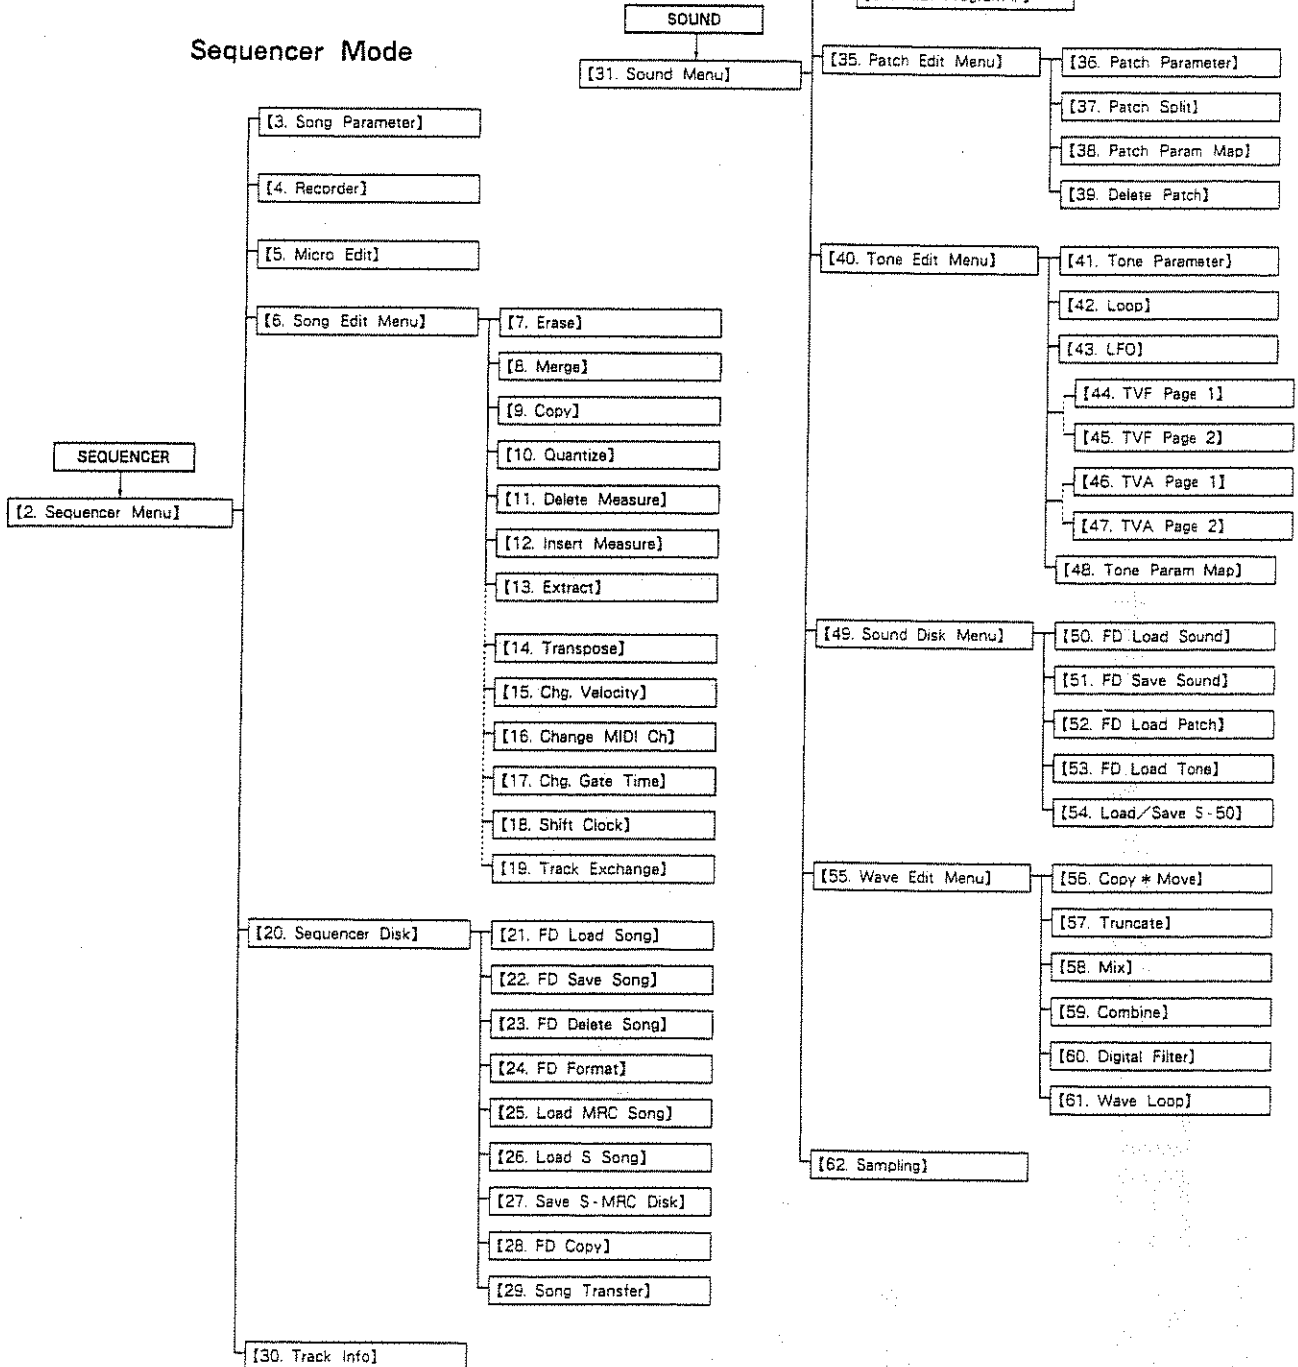 Sequencer Mode
SEQUENCER
[2. Sequencer Menu]
[3. Song Parameter]
[4. Recorder]
[5. Micro Edit]
[6. Song Edit Menu]
[7. Erase]
[8. Merge]
[9. Copy]
[10. Quantize]
[11. Delete Measure]
[12. Insert Measure]
[13. Extract]
[14. Transpose]
[15. Chg. Velocity]
[16. Change MIDI Ch]
[17. Chg. Gate Time]
[18. Shift Clock]
[19. Track Exchange]
[20. Sequencer Disk]
[21. FD Load Song]
[22. FD Save Song]
[23. FD Delete Song]
[24. FD Format]
[25. Load MRC Song]
[26. Load S Song]
[27. Save S-MRC Disk]
[28. FD Copy]
[29. Song Transfer]
[30. Track Info]
SOUND
[31. Sound Menu]
[35. Patch Edit Menu]
[36. Patch Parameter]
[37. Patch Split]
[38. Patch Param Map]
[39. Delete Patch]
[40. Tone Edit Menu]
[41. Tone Parameter]
[42. Loop]
[43. LFO]
[44. TVF Page 1]
[45. TVF Page 2]
[46. TVA Page 1]
[47. TVA Page 2]
[48. Tone Param Map]
[49. Sound Disk Menu]
[50. FD Load Sound]
[51. FD Save Sound]
[52. FD Load Patch]
[53. FD Load Tone]
[54. Load/Save S-50]
[55. Wave Edit Menu]
[56. Copy * Move]
[57. Truncate]
[58. Mix]
[59. Combine]
[60. Digital Filter]
[61. Wave Loop]
[62. Sampling]